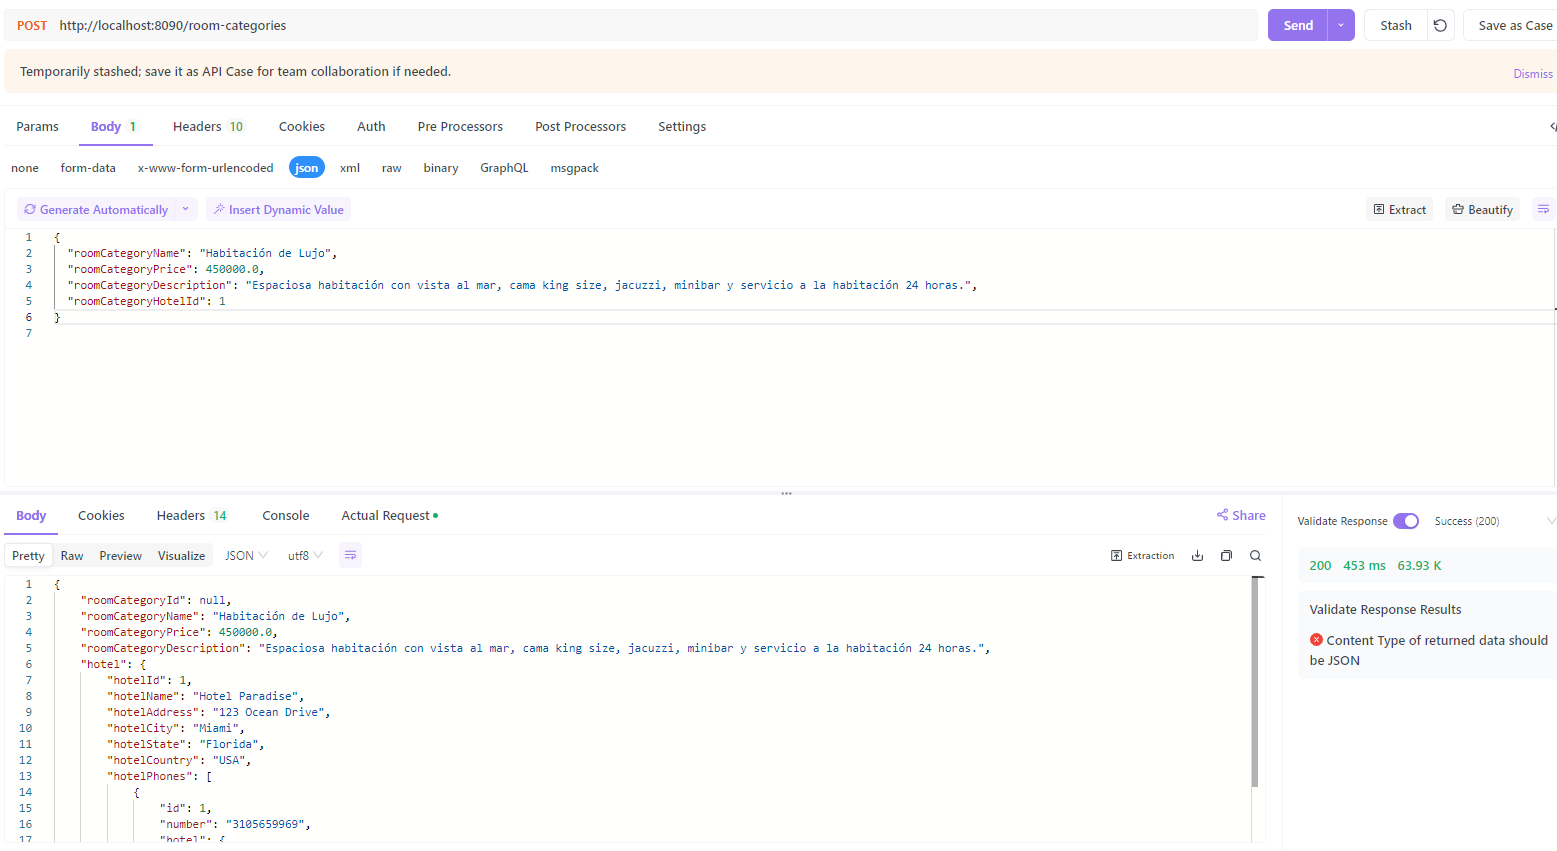 POST http://localhost:8090/room-categories Send Stash Save as Case
Temporarily stashed; save it as API Case for team collaboration if needed. Dismiss
Params Body 1 Headers 10 Cookies Auth Pre Processors Post Processors Settings
none form-data x-www-form-urlencoded json xml raw binary GraphQL msgpack
Generate Automatically Insert Dynamic Value Extract Beautify
1 {
2 "roomCategoryName": "Habitación de Lujo",
3 "roomCategoryPrice": 450000.0,
4 "roomCategoryDescription": "Espaciosa habitación con vista al mar, cama king size, jacuzzi, minibar y servicio a la habitación 24 horas.",
5 "roomCategoryHotelId": 1
6 }
7
Body Cookies Headers 14 Console Actual Request Share
Pretty Raw Preview Visualize JSON utf8 Extraction
1 {
2 "roomCategoryId": null,
3 "roomCategoryName": "Habitación de Lujo",
4 "roomCategoryPrice": 450000.0,
5 "roomCategoryDescription": "Espaciosa habitación con vista al mar, cama king size, jacuzzi, minibar y servicio a la habitación 24 horas.",
6 "hotel": {
7 "hotelId": 1,
8 "hotelName": "Hotel Paradise",
9 "hotelAddress": "123 Ocean Drive",
10 "hotelCity": "Miami",
11 "hotelState": "Florida",
12 "hotelCountry": "USA",
13 "hotelPhones": [
14 {
15 "id": 1,
16 "number": "3105659969",
17 "hotel": {
Validate Response Success (200)
200 453 ms 63.93 K
Validate Response Results
Content Type of returned data should
be JSON